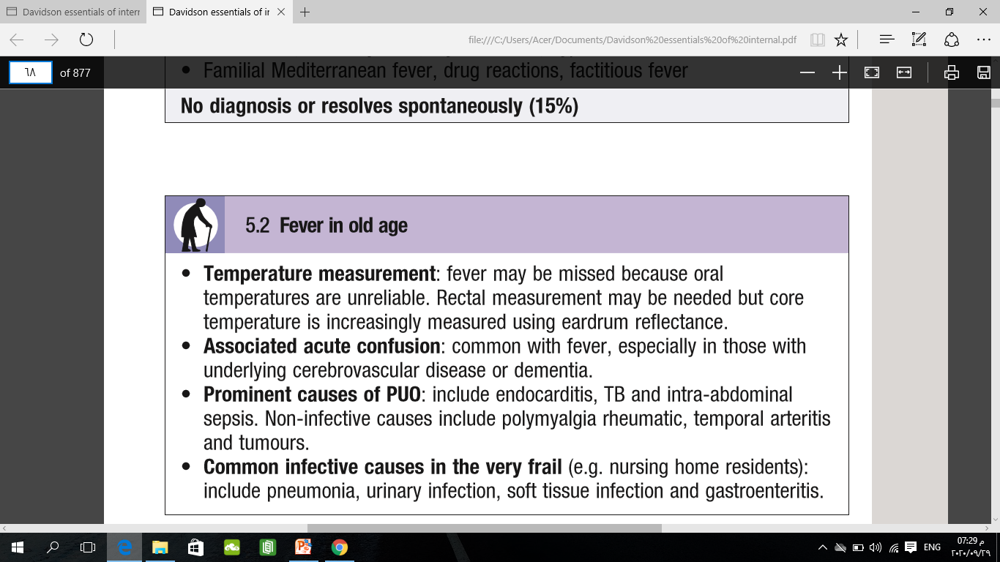 Davidson essentials of interr
Davidson essentials of ir
file:///C:/Users/Acer/Documents/Davidson%20essentials%20of%20internal.pdf
٦٨ of 877
• Familial Mediterranean fever, drug reactions, factitious fever
No diagnosis or resolves spontaneously (15%)
5.2 Fever in old age
• Temperature measurement: fever may be missed because oral
temperatures are unreliable. Rectal measurement may be needed but core
temperature is increasingly measured using eardrum reflectance.
• Associated acute confusion: common with fever, especially in those with
underlying cerebrovascular disease or dementia.
• Prominent causes of PUO: include endocarditis, TB and intra-abdominal
sepsis. Non-infective causes include polymyalgia rheumatic, temporal arteritis
and tumours.
• Common infective causes in the very frail (e.g. nursing home residents):
include pneumonia, urinary infection, soft tissue infection and gastroenteritis.
ENG
07:29 م
٢٠٢٠/٠٩/٢٩